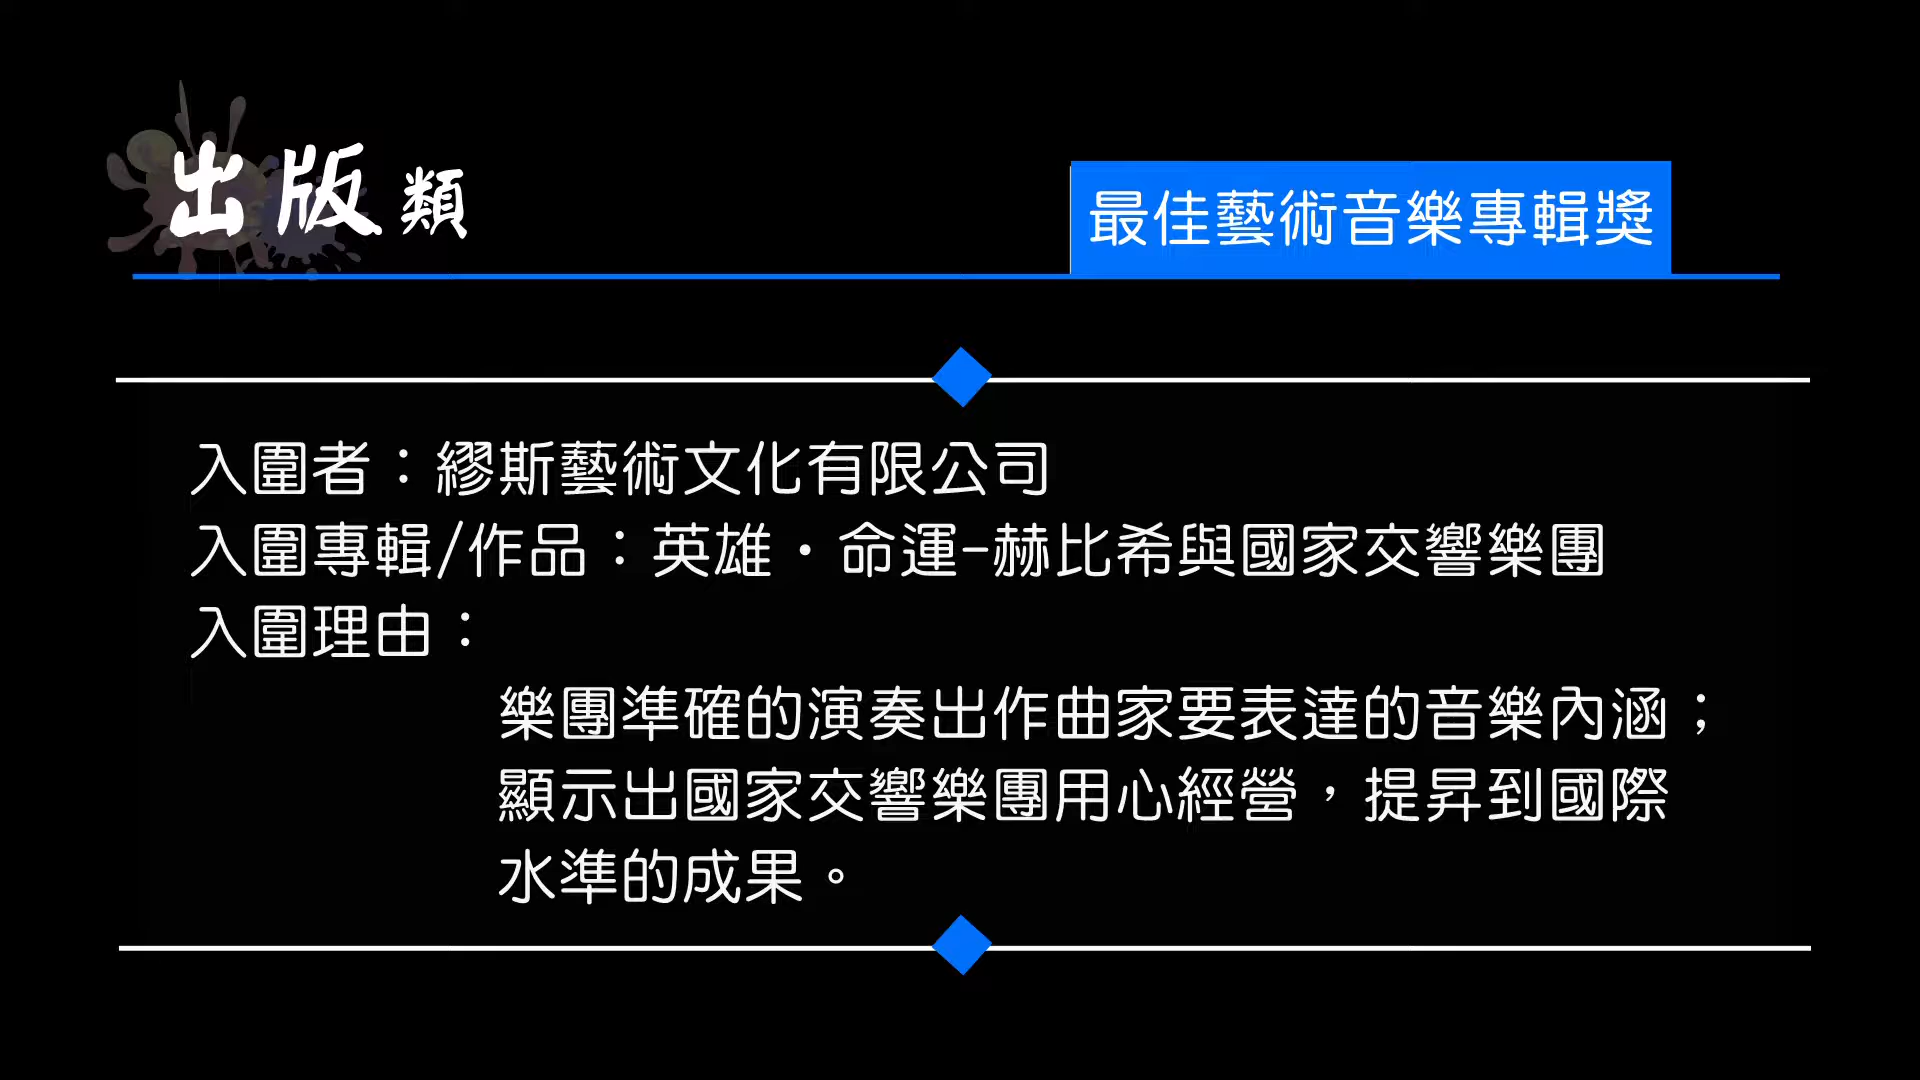 出版類
最佳藝術音樂專輯獎
入圍者：繆斯藝術文化有限公司
入圍專輯/作品：英雄・命運-赫比希與國家交響樂團
入圍理由：
樂團準確的演奏出作曲家要表達的音樂內涵；
顯示出國家交響樂團用心經營，提昇到國際
水準的成果。